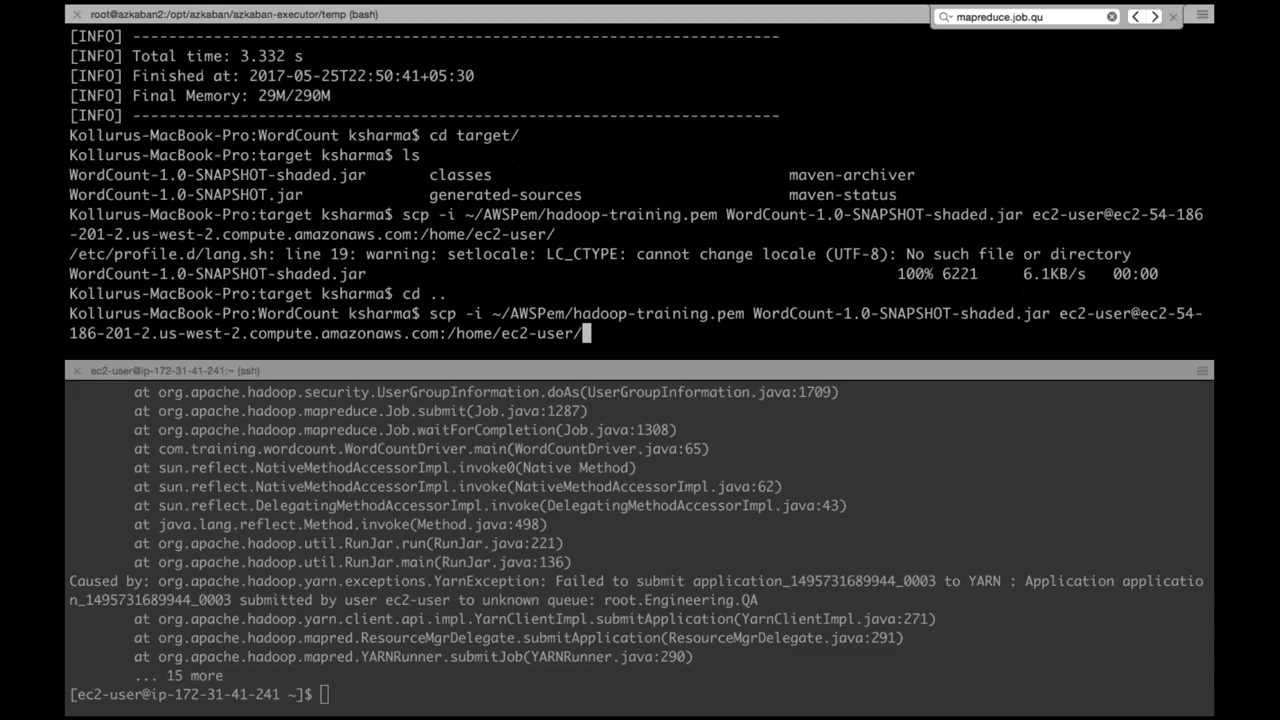 root@azkaban2:/opt/azkaban/azkaban-executor/temp (bash)
mapreduce.job.qu
[INFO] ------------------------------------------------------------------------
[INFO] Total time: 3.332 s
[INFO] Finished at: 2017-05-25T22:50:41+05:30
[INFO] Final Memory: 29M/290M
[INFO] ------------------------------------------------------------------------
Kollurus-MacBook-Pro:WordCount ksharma$ cd target/
Kollurus-MacBook-Pro:target ksharma$ ls
WordCount-1.0-SNAPSHOT-shaded.jar classes maven-archiver
WordCount-1.0-SNAPSHOT.jar generated-sources maven-status
Kollurus-MacBook-Pro:target ksharma$ scp -i ~/AWSPem/hadoop-training.pem WordCount-1.0-SNAPSHOT-shaded.jar ec2-user@ec2-54-186
-201-2.us-west-2.compute.amazonaws.com:/home/ec2-user/
/etc/profile.d/lang.sh: line 19: warning: setlocale: LC_CTYPE: cannot change locale (UTF-8): No such file or directory
WordCount-1.0-SNAPSHOT-shaded.jar 100% 6221 6.1KB/s 00:00
Kollurus-MacBook-Pro:target ksharma$ cd ..
Kollurus-MacBook-Pro:target ksharma$ scp -i ~/AWSPem/hadoop-training.pem WordCount-1.0-SNAPSHOT-shaded.jar ec2-user@ec2-54-
186-201-2.us-west-2.compute.amazonaws.com:/home/ec2-user/
ec2-user@ip-172-31-41-241:~ (ssh)
at org.apache.hadoop.security.UserGroupInformation.doAs(UserGroupInformation.java:1709)
at org.apache.hadoop.mapreduce.Job.submit(Job.java:1287)
at org.apache.hadoop.mapreduce.Job.waitForCompletion(Job.java:1308)
at com.training.wordcount.WordCountDriver.main(WordCountDriver.java:65)
at sun.reflect.NativeMethodAccessorImpl.invoke0(Native Method)
at sun.reflect.NativeMethodAccessorImpl.invoke(NativeMethodAccessorImpl.java:62)
at sun.reflect.DelegatingMethodAccessorImpl.invoke(DelegatingMethodAccessorImpl.java:43)
at java.lang.reflect.Method.invoke(Method.java:498)
at org.apache.hadoop.util.RunJar.run(RunJar.java:221)
at org.apache.hadoop.util.RunJar.main(RunJar.java:136)
Caused by: org.apache.hadoop.yarn.exceptions.YarnException: Failed to submit application_1495731689944_0003 to YARN : Application applicatio
n_1495731689944_0003 submitted by user ec2-user to unknown queue: root.Engineering.QA
at org.apache.hadoop.yarn.client.api.impl.YarnClientImpl.submitApplication(YarnClientImpl.java:271)
at org.apache.hadoop.mapred.ResourceMgrDelegate.submitApplication(ResourceMgrDelegate.java:291)
at org.apache.hadoop.mapred.YARNRunner.submitJob(YARNRunner.java:290)
... 15 more
[ec2-user@ip-172-31-41-241 ~]$